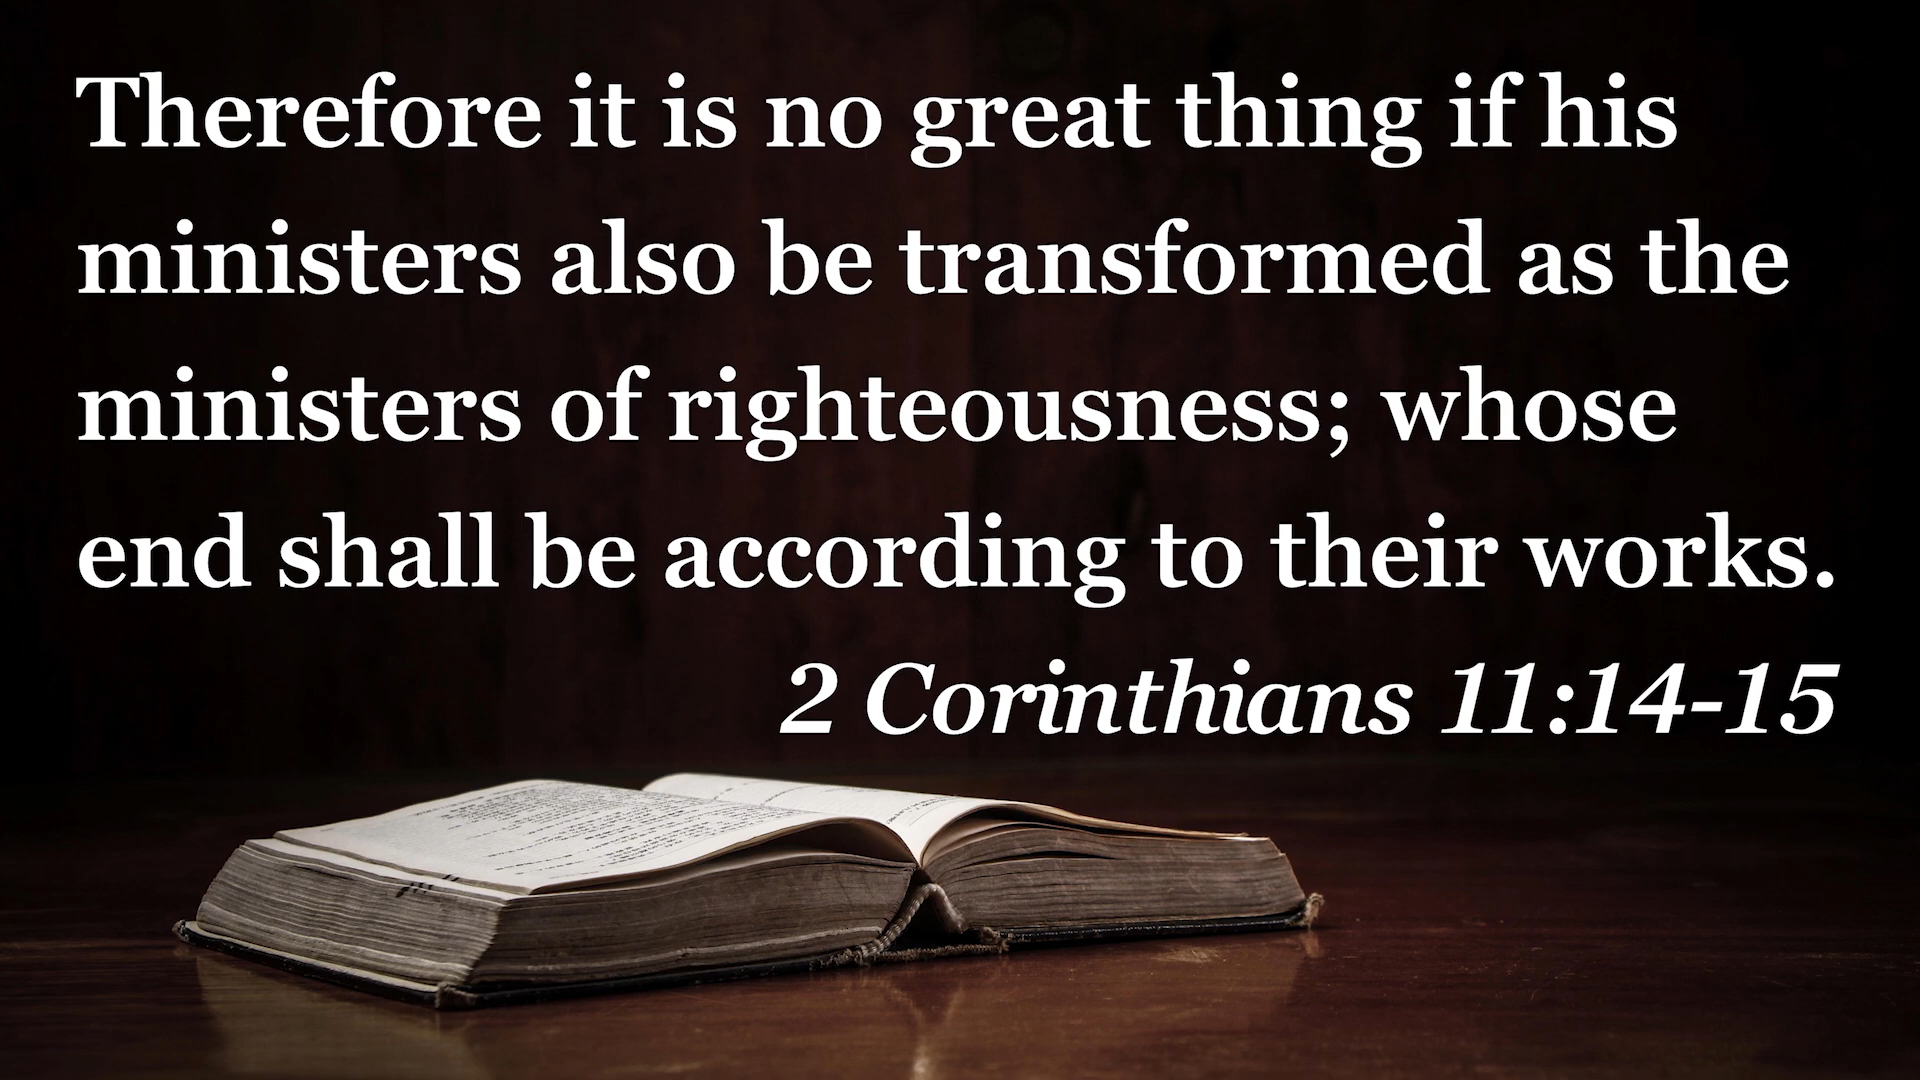 Therefore it is no great thing if his
ministers also be transformed as the
ministers of righteousness; whose
end shall be according to their works.
2 Corinthians 11:14-15